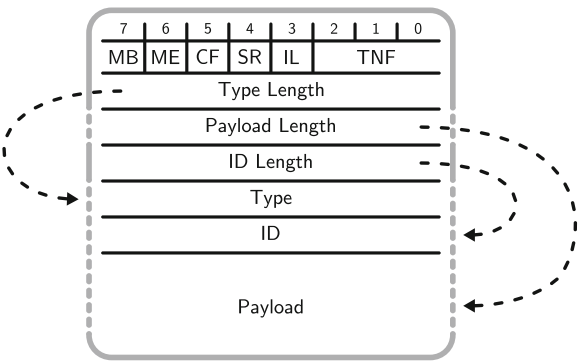 7 6 5 4 3 2 1 0
MB ME CF SR IL TNF
Type Length
Payload Length
ID Length
Type
ID
Payload